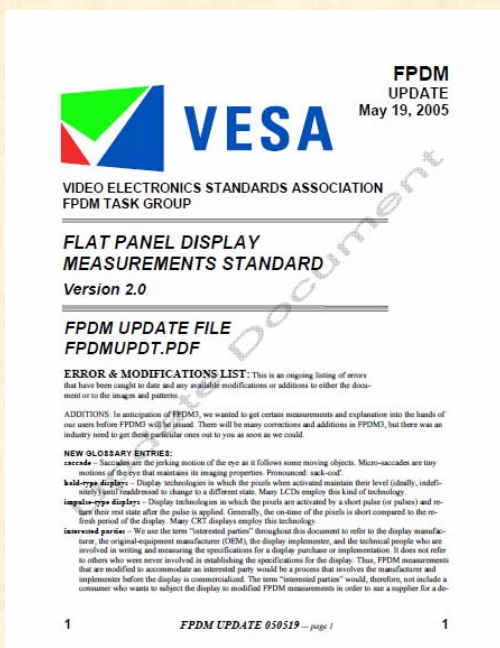 FPDM
UPDATE
May 19, 2005
VESA
VIDEO ELECTRONICS STANDARDS ASSOCIATION
FPDM TASK GROUP
FLAT PANEL DISPLAY
MEASUREMENTS STANDARD
Version 2.0
FPDM UPDATE FILE
FPDMUPDT.PDF
Update Document
ERROR & MODIFICATIONS LIST: This is an ongoing listing of errors
that have been caught to date and any available modifications or additions to either the docu-
ment or to the images and patterns.
ADDITIONS: In anticipation of FPDM3, we wanted to get certain measurements and explanation into the hands of
our users before FPDM3 will be issued. There will be many corrections and additions in FPDM3, but there was an
industry need to get these particular ones out to you as soon as we could.
NEW GLOSSARY ENTRIES:
saccade – Saccades are the jerking motion of the eye as it follows some moving objects. Micro-saccades are tiny
motions of the eye that maintains its imaging properties. Pronounced: sack-cod'.
hold-type displays – Display technologies in which the pixels when activated maintain their level (ideally, indefi-
nitely) until readdressed to change to a different state. Many LCDs employ this kind of technology.
impulse-type displays – Display technologies in which the pixels are activated by a short pulse (or pulses) and re-
turn their rest state after the pulse is applied. Generally, the on-time of the pixels is short compared to the re-
fresh period of the display. Many CRT displays employ this technology.
interested parties – We use the term "interested parties" throughout this document to refer to the display manufac-
turer, the original-equipment manufacturer (OEM), the display implementer, and the technical people who are
involved in writing and measuring the specifications for a display purchase or implementation. It does not refer
to others who were never involved in establishing the specifications for the display. Thus, FPDM measurements
that are modified to accommodate an interested party would be a process that involves the manufacturer and
implementer before the display is commercialized. The term "interested parties" would, therefore, not include a
consumer who wants to subject the display to modified FPDM measurements in order to sue a supplier for a de-
1 FPDM UPDATE 050519 — page 1 1